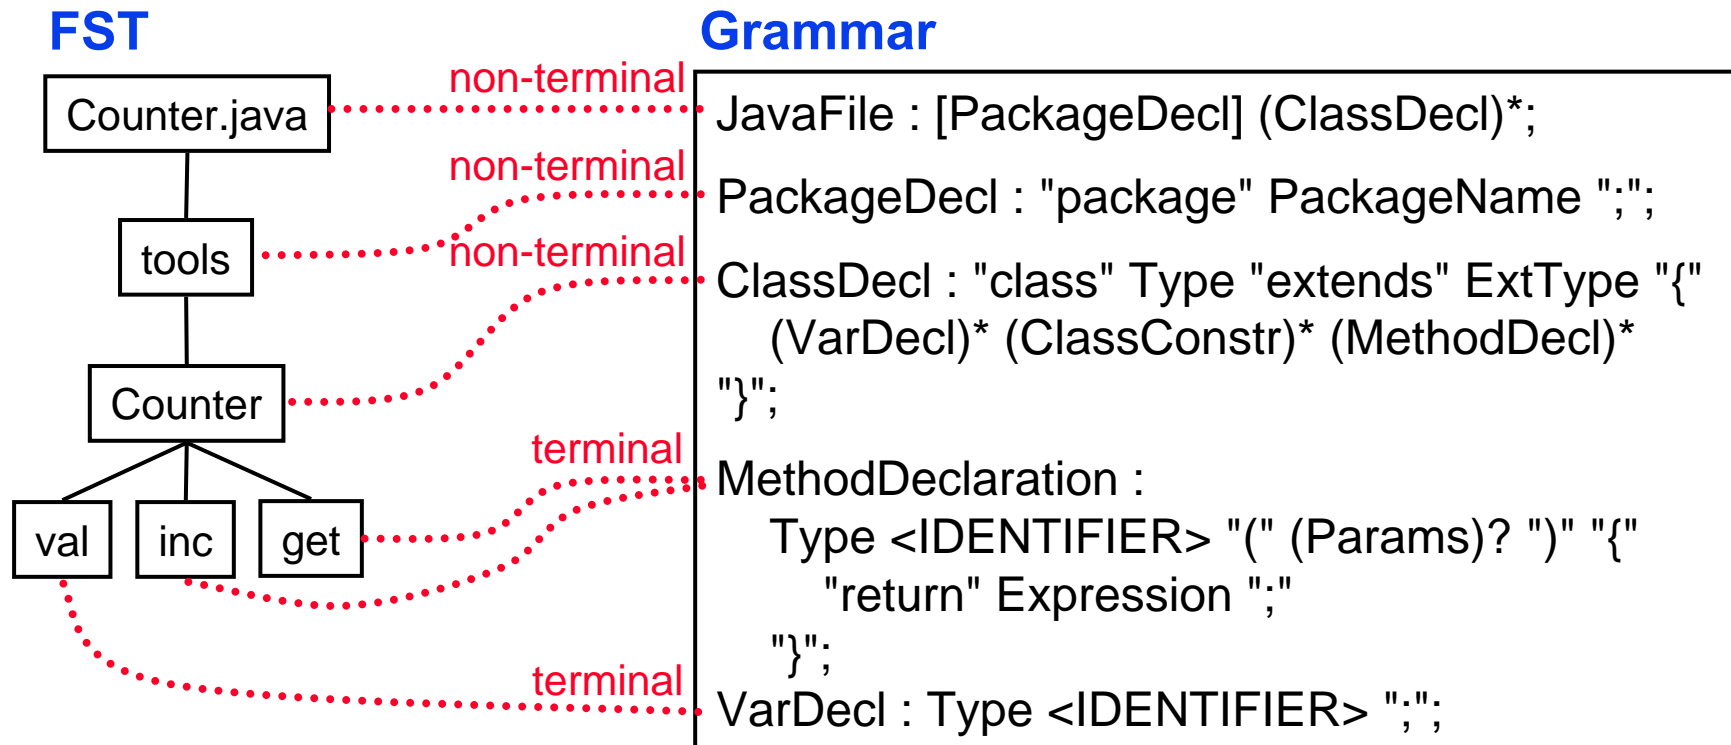 FST
Grammar
Counter.java
tools
Counter
val
inc
get
non-terminal
non-terminal
non-terminal
terminal
terminal
JavaFile : [PackageDecl] (ClassDecl)*;
PackageDecl : "package" PackageName ";";
ClassDecl : "class" Type "extends" ExtType "{"
(VarDecl)* (ClassConstr)* (MethodDecl)*
"}";
MethodDeclaration :
Type <IDENTIFIER> "(" (Params)? ")" "{"
"return" Expression ";"
"}";
VarDecl : Type <IDENTIFIER> ";";